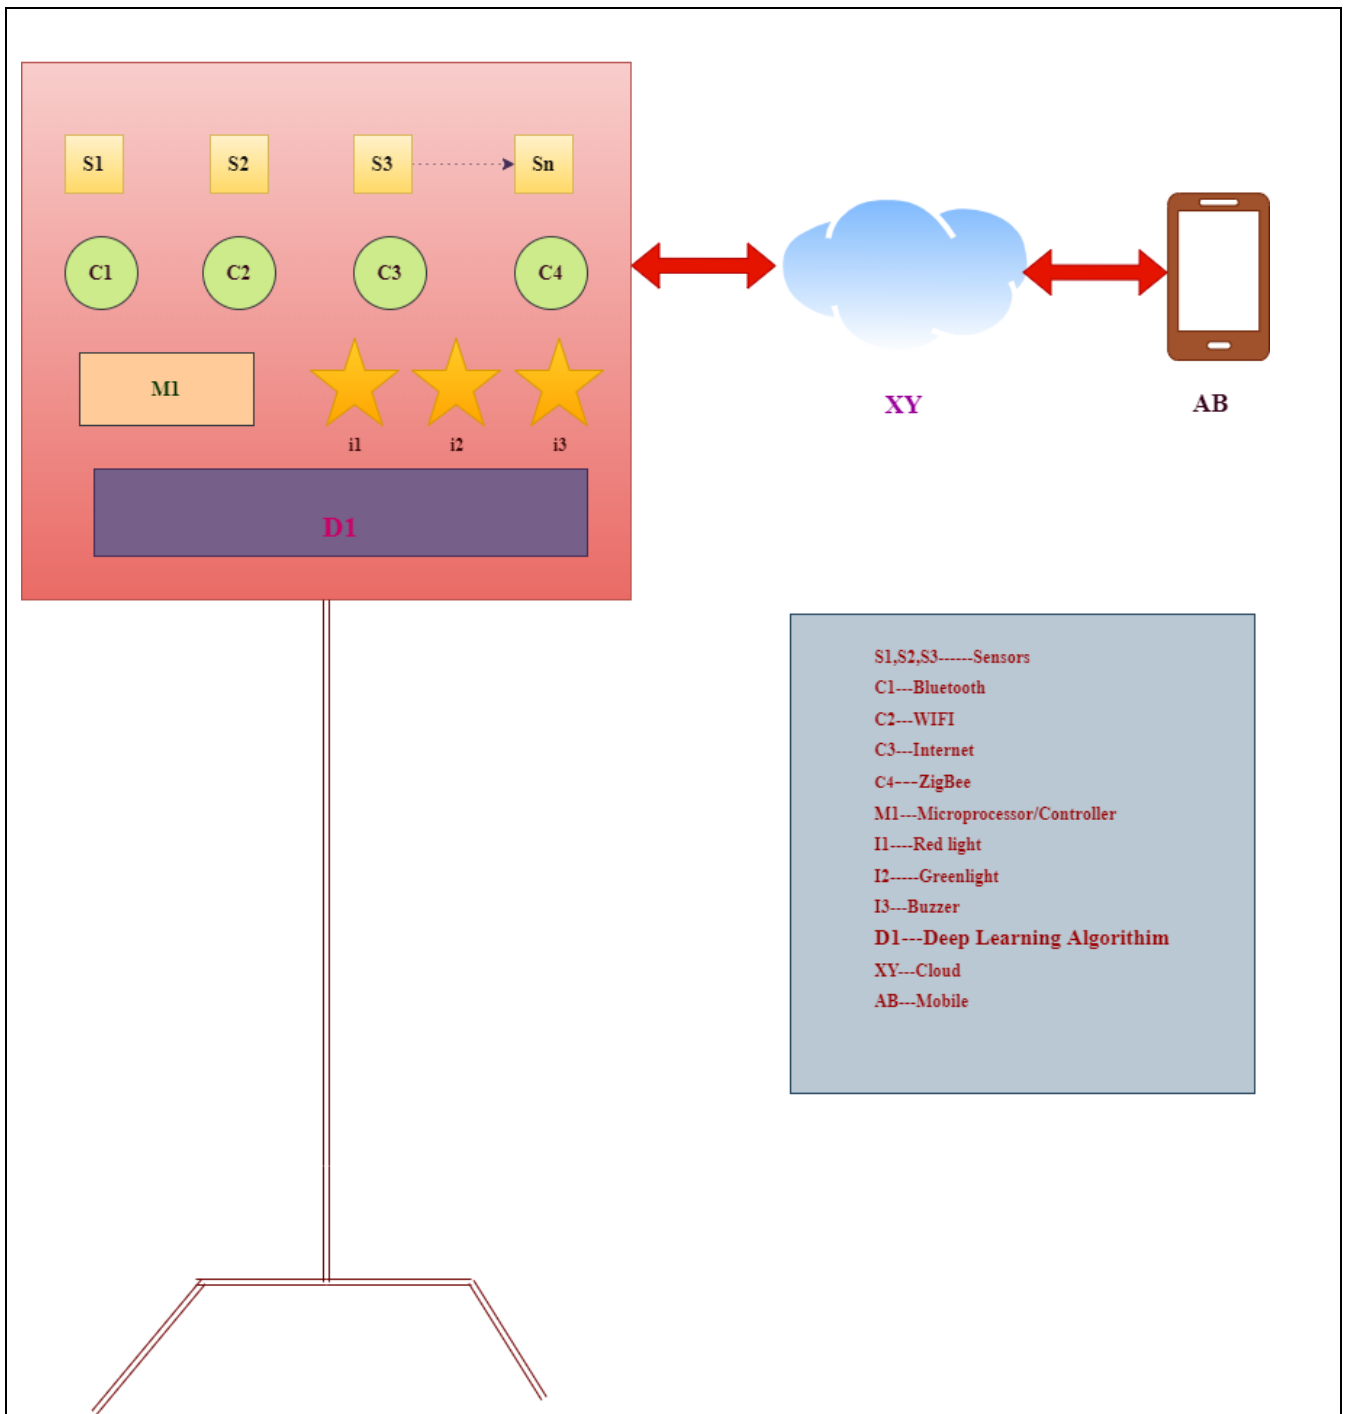 S1 S2 S3 Sn
C1 C2 C3 C4
M1
i1 i2 i3
D1
XY
AB
S1,S2,S3------Sensors
C1---Bluetooth
C2---WIFI
C3---Internet
C4---ZigBee
M1---Microprocessor/Controller
I1----Red light
I2-----Greenlight
I3---Buzzer
D1---Deep Learning Algorithim
XY---Cloud
AB---Mobile